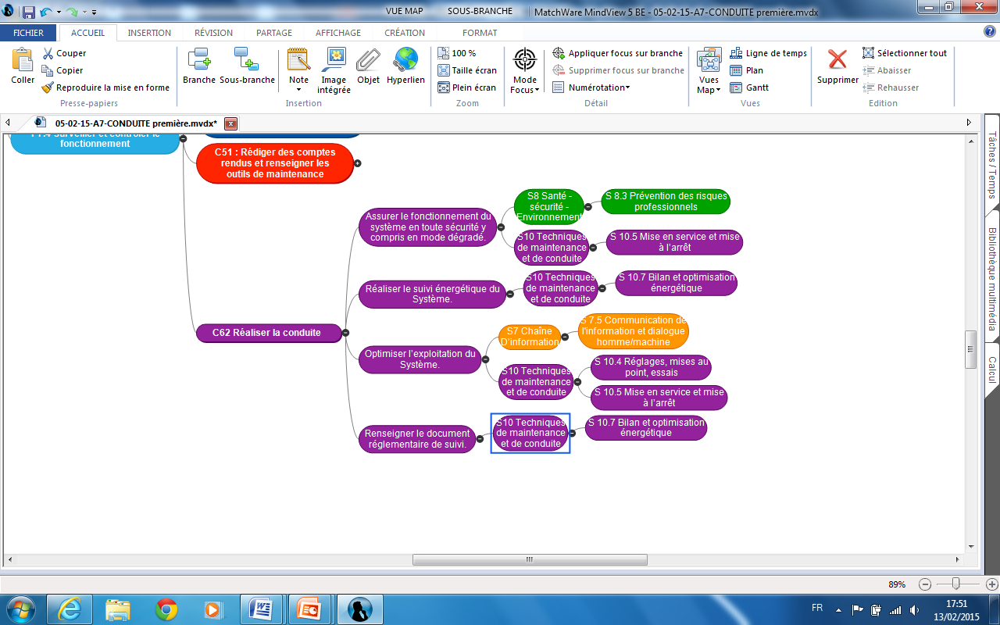 VUE MAP SOUS-BRANCHE MatchWare MindView 5 BE - 05-02-15-A7-CONDUITE première.mvdx
FICHIER ACCUEIL INSERTION RÉVISION PARTAGE AFFICHAGE CRÉATION FORMAT
Coller
Couper
Copier
Reproduire la mise en forme
Presse-papiers
Branche Sous-branche
Note
Image
intégrée
Objet
Hyperlien
Insertion
100 %
Taille écran
Plein écran
Zoom
Mode
Focus
Appliquer focus sur branche
Supprimer focus sur branche
Numérotation
Détail
Vues
Map
Ligne de temps
Plan
Gantt
Vues
Supprimer
Sélectionner tout
Abaisser
Rehausser
Edition
05-02-15-A7-CONDUITE première.mvdx*
Tâches / Temps
Bibliothèque multimédia
Calcul
F1.4 Surveiller et contrôler le
fonctionnement
C51 : Rédiger des comptes
rendus et renseigner les
outils de maintenance
C62 Réaliser la conduite
Assurer le fonctionnement du
système en toute sécurité y
compris en mode dégradé.
S8 Santé -
sécurité -
Environnement
S 8.3 Prévention des risques
professionnels
S10 Techniques
de maintenance
et de conduite
S 10.5 Mise en service et mise
à l'arrêt
Réaliser le suivi énergétique du
Système.
S10 Techniques
de maintenance
et de conduite
S 10.7 Bilan et optimisation
énergétique
Optimiser l'exploitation du
Système.
S7 Chaîne
D'information
S 7.5 Communication de
l'information et dialogue
homme/machine
S10 Techniques
de maintenance
et de conduite
S 10.4 Réglages, mises au
point, essais
S 10.5 Mise en service et mise
à l'arrêt
Renseigner le document
réglementaire de suivi.
S10 Techniques
de maintenance
et de conduite
S 10.7 Bilan et optimisation
énergétique
89%
FR
17:51
13/02/2015